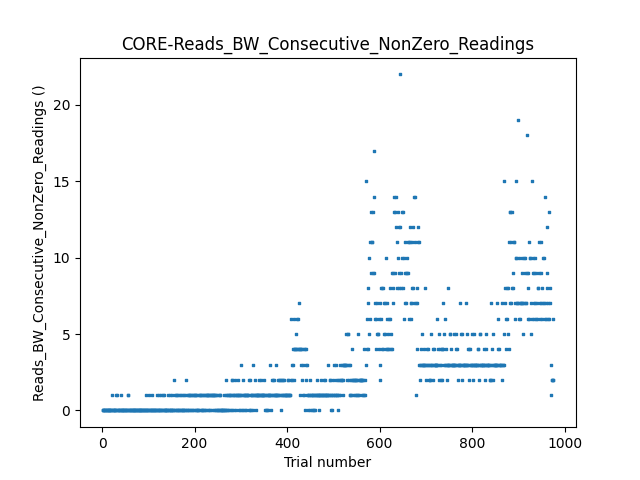 CORE-Reads_BW_Consecutive_NonZero_Readings
Reads_BW_Consecutive_NonZero_Readings ()
20
15
10
5
0
0 200 400 600 800 1000
Trial number